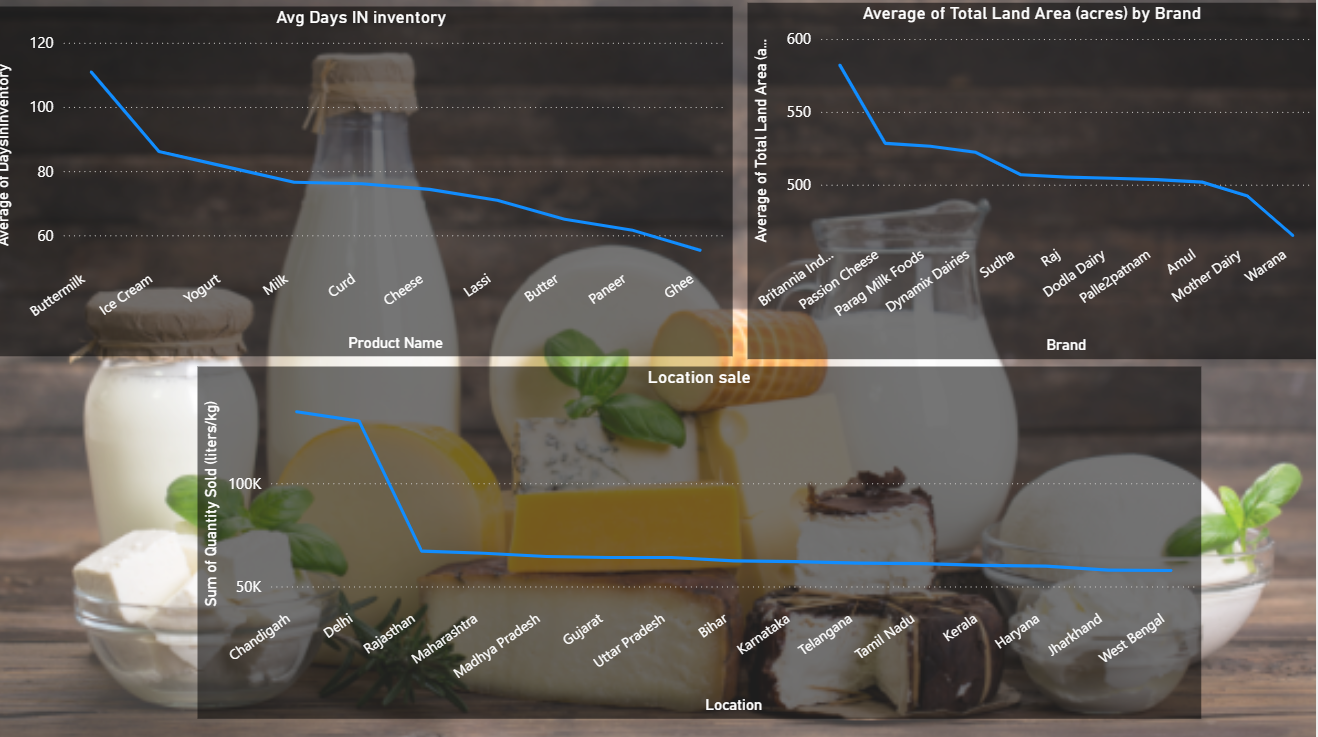 Avg Days IN inventory
Average of DaysInInventory
120
100
80
60
Buttermilk
Ice Cream
Yogurt
Milk
Curd
Cheese
Lassi
Butter
Paneer
Ghee
Product Name
Average of Total Land Area (acres) by Brand
Average of Total Land Area (a...
600
550
500
Britannia Ind...
Passion Cheese
Parag Milk Foods
Dynamix Dairies
Sudha
Raj
Dodla Dairy
Palle2patnam
Amul
Mother Dairy
Warana
Brand
Location sale
Sum of Quantity Sold (liters/kg)
100K
50K
Chandigarh
Delhi
Rajasthan
Maharashtra
Madhya Pradesh
Gujarat
Uttar Pradesh
Bihar
Karnataka
Telangana
Tamil Nadu
Kerala
Haryana
Jharkhand
West Bengal
Location